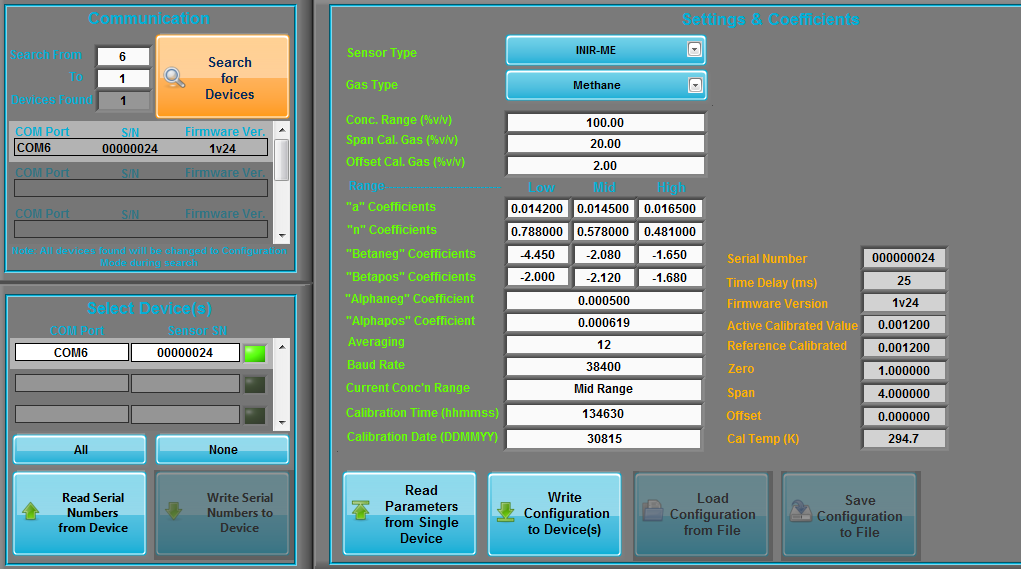 Communication
Search From 6
To 1
Devices Found 1
Search
for
Devices
COM Port S/N Firmware Ver.
COM6 00000024 1v24
COM Port S/N Firmware Ver.
COM Port S/N Firmware Ver.
Note: All devices found will be changed to Configuration
Mode during search
Select Device(s)
COM Port Sensor SN
COM6 00000024
All None
Read Serial
Numbers
from Device
Write Serial
Numbers to
Device
Settings & Coefficients
Sensor Type INIR-ME
Gas Type Methane
Conc. Range (%v/v) 100.00
Span Cal. Gas (%v/v) 20.00
Offset Cal. Gas (%v/v) 2.00
Range Low Mid High
"a" Coefficients 0.014200 0.014500 0.016500
"n" Coefficients 0.788000 0.578000 0.481000
"Betaneg" Coefficients -4.450 -2.080 -1.650
"Betapos" Coefficients -2.000 -2.120 -1.680
"Alphaneg" Coefficient 0.000500
"Alphapos" Coefficient 0.000619
Averaging 12
Baud Rate 38400
Current Conc'n Range Mid Range
Calibration Time (hhmmss) 134630
Calibration Date (DDMMYY) 30815
Serial Number 000000024
Time Delay (ms) 25
Firmware Version 1v24
Active Calibrated Value 0.001200
Reference Calibrated 0.001200
Zero 1.000000
Span 4.000000
Offset 0.000000
Cal Temp (K) 294.7
Read
Parameters
from Single
Device
Write
Configuration
to Device(s)
Load
Configuration
from File
Save
Configuration
to File